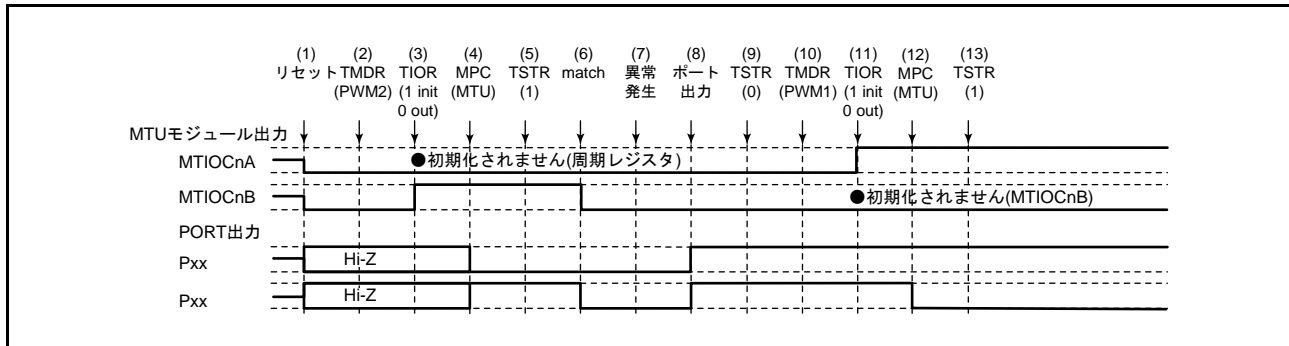 (1) (2) (3) (4) (5) (6) (7) (8) (9) (10) (11) (12) (13)
リセット TMDR TIOR MPC TSTR match 異常 ポート TSTR TMDR TIOR MPC TSTR
(PWM2) (1 init (MTU) (1) 発生 出力 (0) (PWM1) (1 init (MTU) (1)
0 out) 0 out)
MTUモジュール出力
MTIOCnA ●初期化されません(周期レジスタ)
MTIOCnB ●初期化されません(MTIOCnB)
PORT出力
Pxx Hi-Z
Pxx Hi-Z